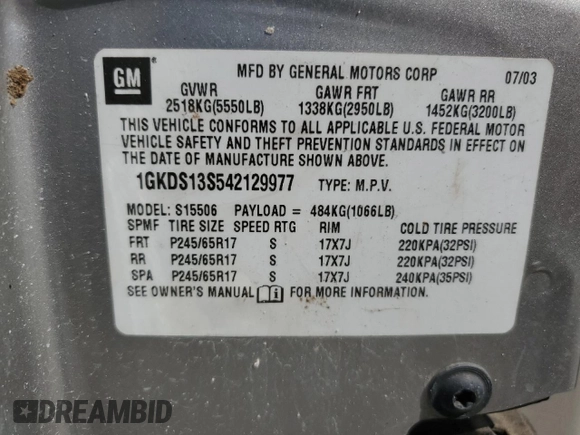 GM
MFD BY GENERAL MOTORS CORP 07/03
GVWR GAWR FRT GAWR RR
2518KG(5550LB) 1338KG(2950LB) 1452KG(3200LB)
THIS VEHICLE CONFORMS TO ALL APPLICABLE U.S. FEDERAL MOTOR
VEHICLE SAFETY AND THEFT PREVENTION STANDARDS IN EFFECT ON
THE DATE OF MANUFACTURE SHOWN ABOVE.
1GKDS13S542129977 TYPE: M.P.V.
MODEL: S15506 PAYLOAD = 484KG(1066LB)
SPMF TIRE SIZE SPEED RTG RIM COLD TIRE PRESSURE
FRT P245/65R17 S 17X7J 220KPA(32PSI)
RR P245/65R17 S 17X7J 220KPA(32PSI)
SPA P245/65R17 S 17X7J 240KPA(35PSI)
SEE OWNER'S MANUAL i FOR MORE INFORMATION.
DREAMBID